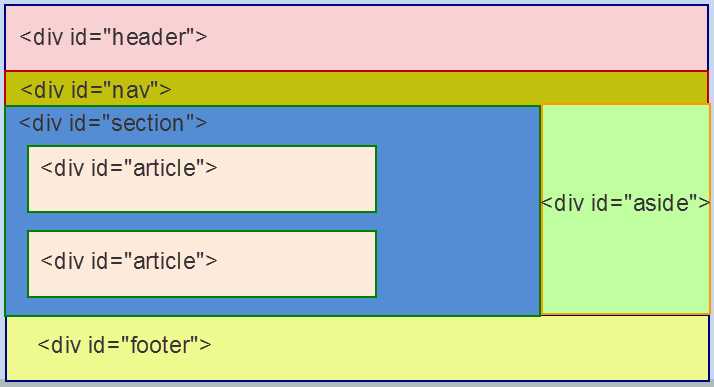 <div id="header">
<div id="nav">
<div id="section">
<div id="article">
<div id="aside">
<div id="article">
<div id="footer">